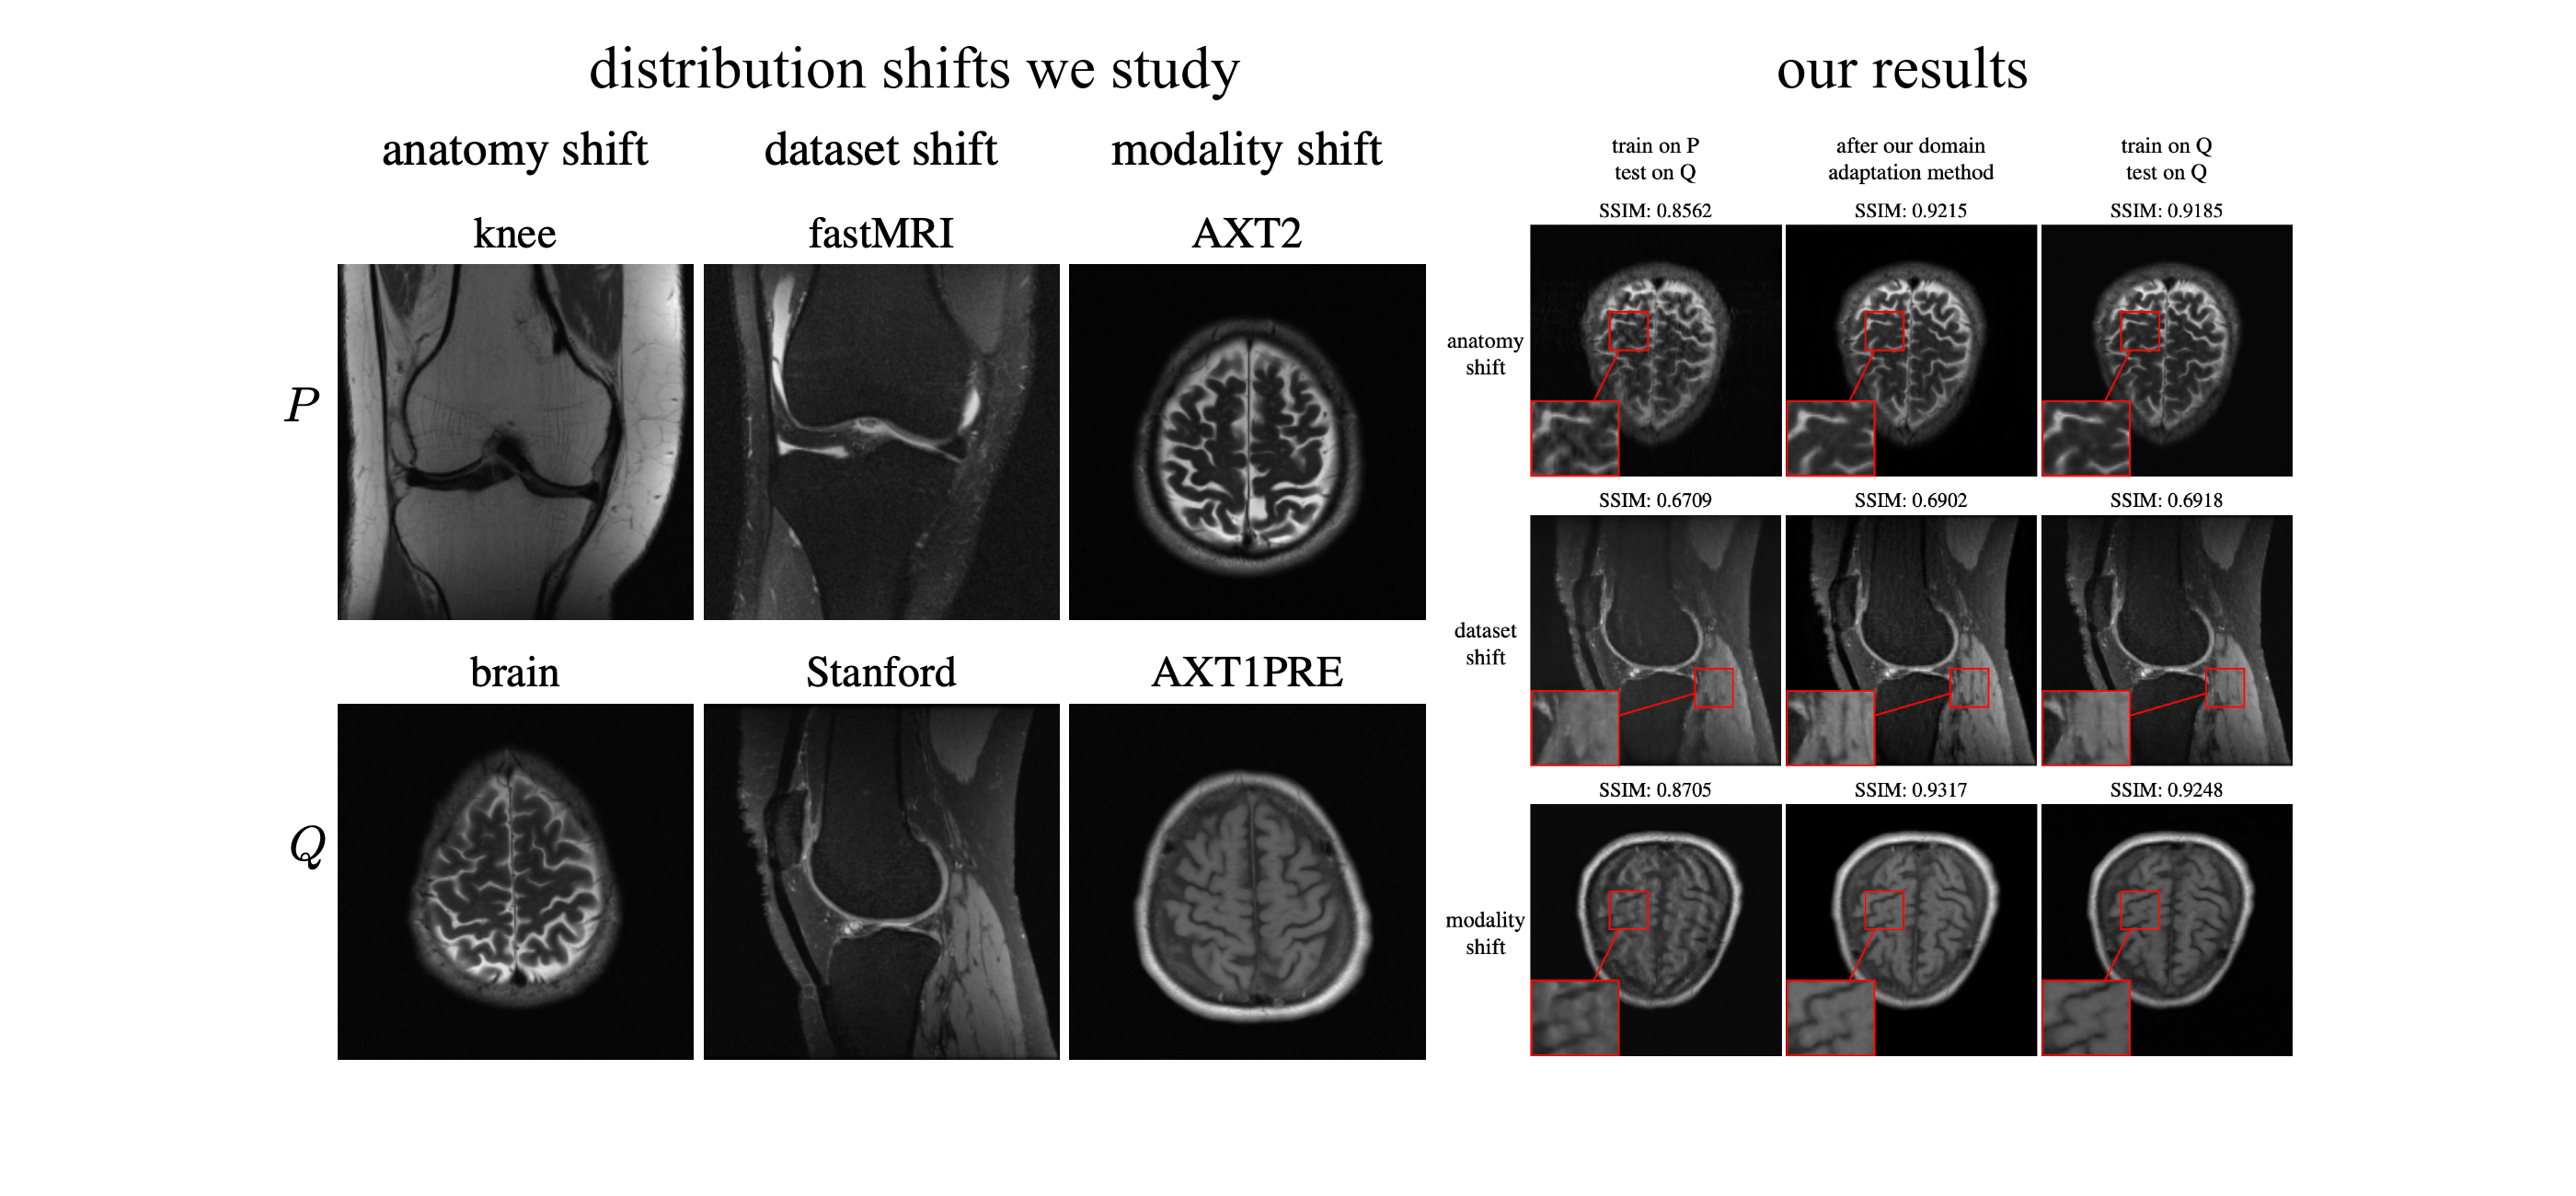 distribution shifts we study
anatomy shift
dataset shift
modality shift
knee
fastMRI
AXT2
P
brain
Stanford
AXT1PRE
Q
our results
train on P
test on Q
after our domain
adaptation method
train on Q
test on Q
SSIM: 0.8562
SSIM: 0.9215
SSIM: 0.9185
anatomy
shift
SSIM: 0.6709
SSIM: 0.6902
SSIM: 0.6918
dataset
shift
SSIM: 0.8705
SSIM: 0.9317
SSIM: 0.9248
modality
shift